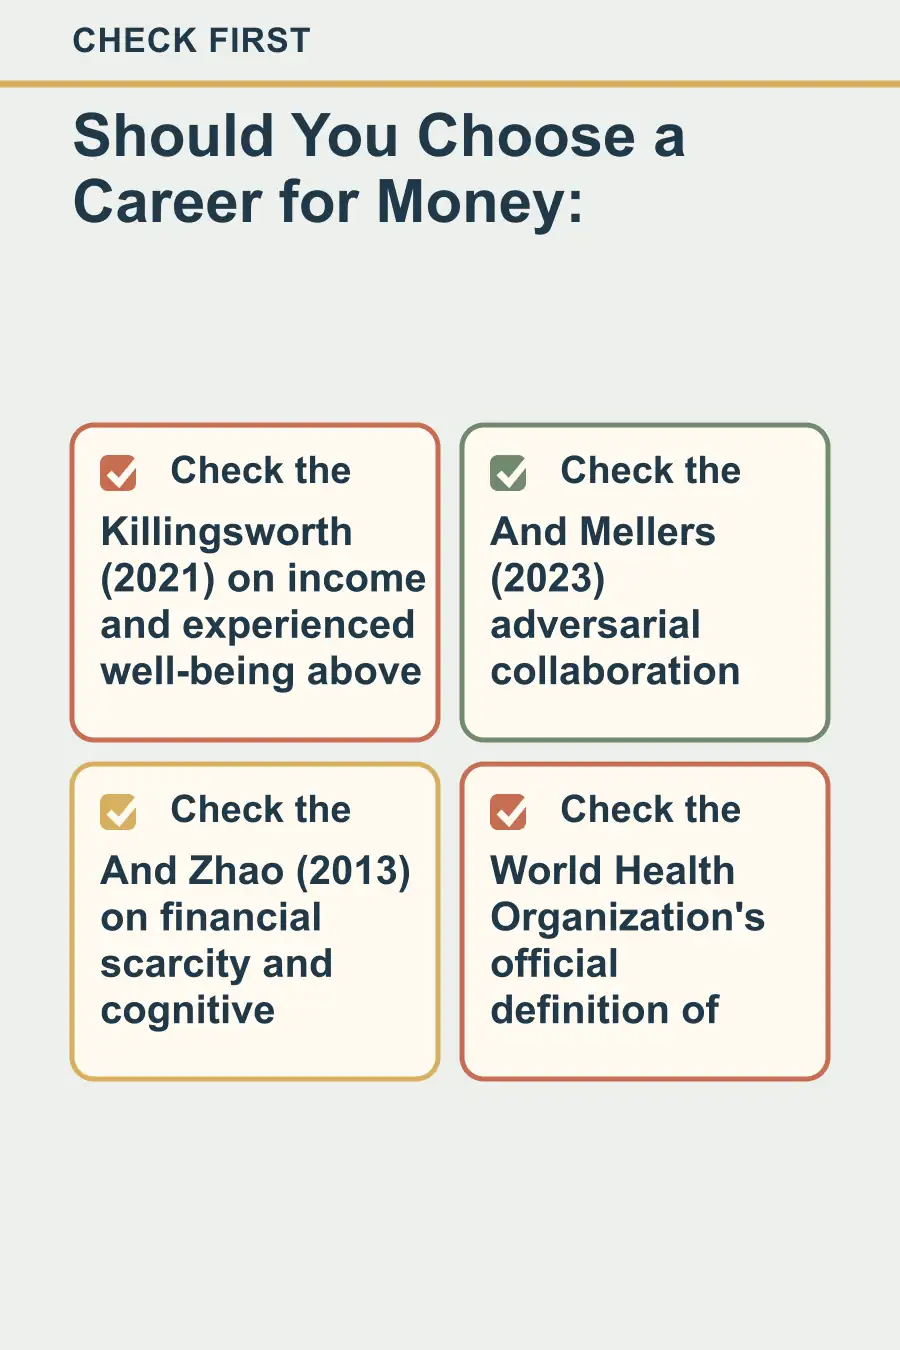 CHECK FIRST
Should You Choose a
Career for Money:
Check the
Killingsworth
(2021) on income
and experienced
well-being above
Check the
And Mellers
(2023)
adversarial
collaboration
Check the
And Zhao (2013)
on financial
scarcity and
cognitive
Check the
World Health
Organization's
official
definition of